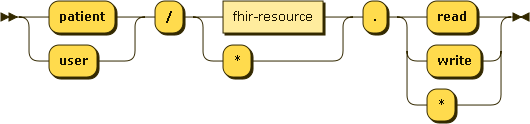 patient / fhir-resource . read
user * write
*